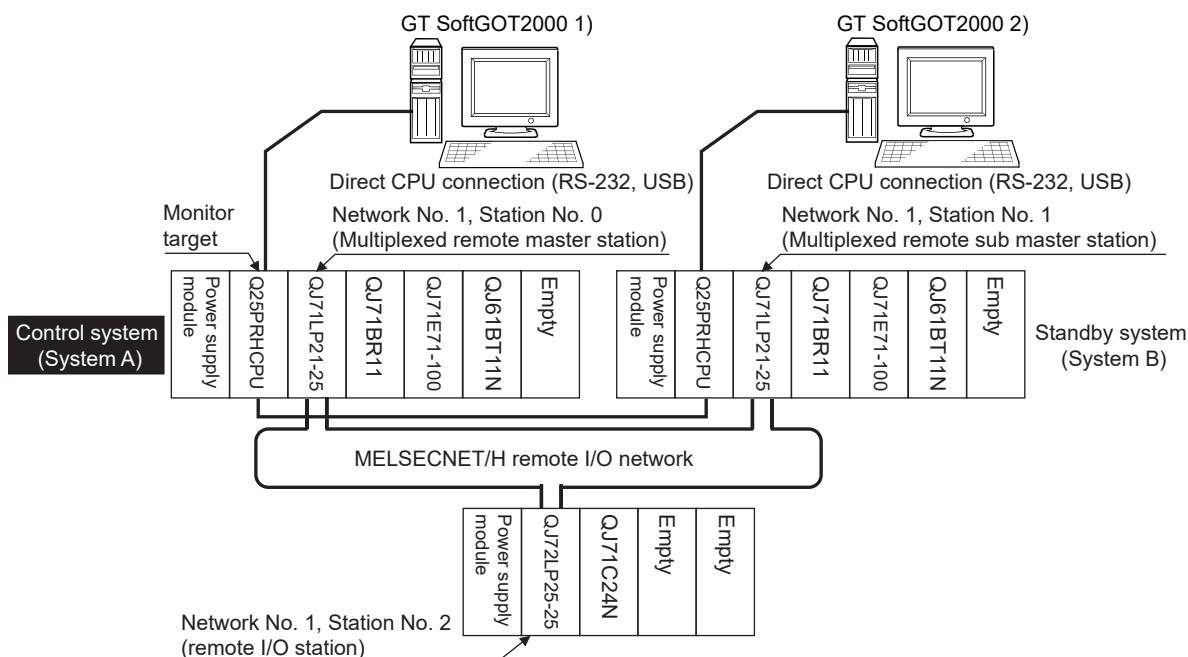 GT SoftGOT2000 1)
GT SoftGOT2000 2)
Direct CPU connection (RS-232, USB)
Direct CPU connection (RS-232, USB)
Monitor
target
Network No. 1, Station No. 0
(Multiplexed remote master station)
Network No. 1, Station No. 1
(Multiplexed remote sub master station)
Control system
(System A)
Power supply
module
Q25PRHCPU
QJ71LP21-25
QJ71BR11
QJ71E71-100
QJ61BT11N
Empty
Power supply
module
Q25PRHCPU
QJ71LP21-25
QJ71BR11
QJ71E71-100
QJ61BT11N
Empty
Standby system
(System B)
MELSECNET/H remote I/O network
Power supply
module
QJ72LP25-25
QJ71C24N
Empty
Empty
Network No. 1, Station No. 2
(remote I/O station)